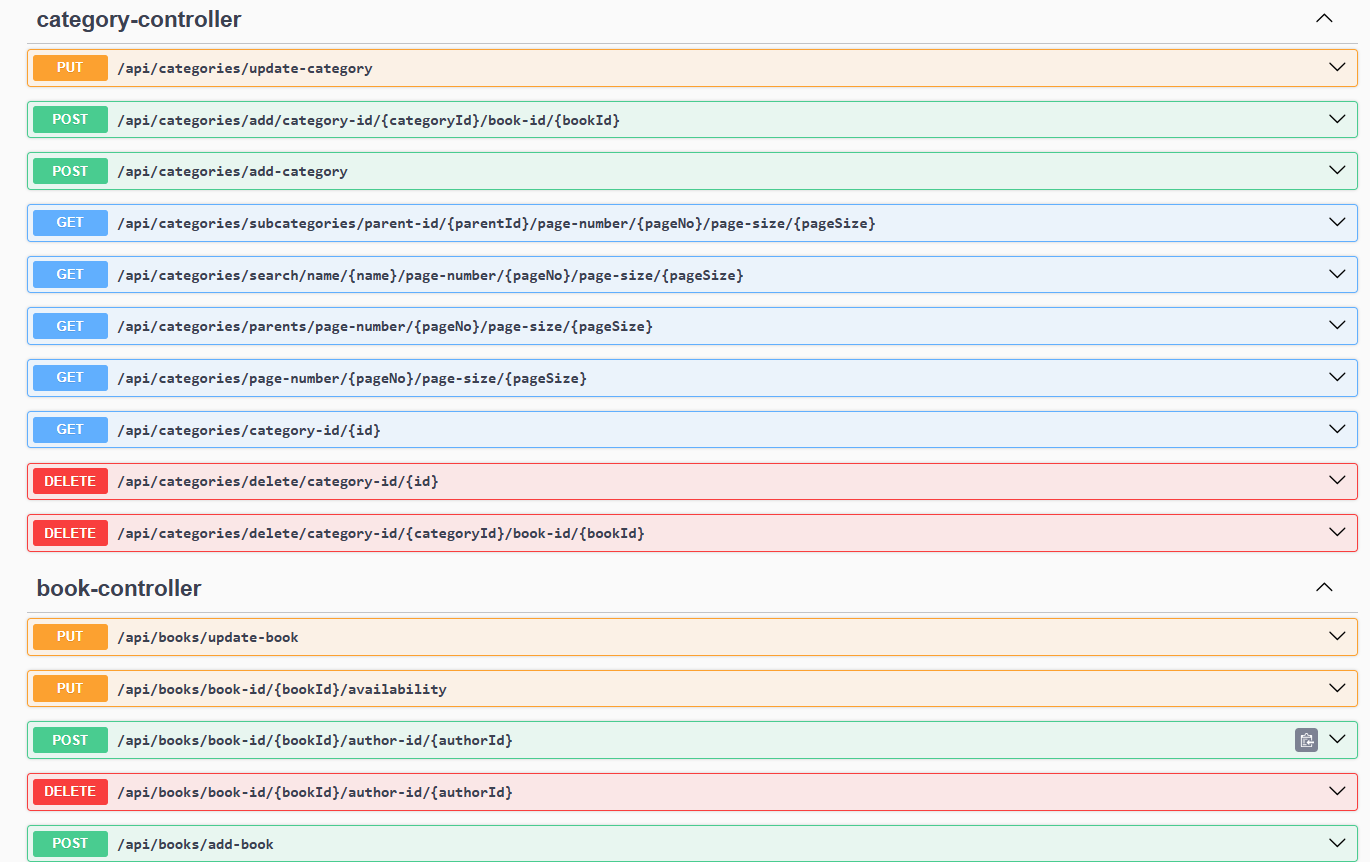 category-controller
PUT /api/categories/update-category
POST /api/categories/add/category-id/{categoryId}/book-id/{bookId}
POST /api/categories/add-category
GET /api/categories/subcategories/parent-id/{parentId}/page-number/{pageNo}/page-size/{pageSize}
GET /api/categories/search/name/{name}/page-number/{pageNo}/page-size/{pageSize}
GET /api/categories/parents/page-number/{pageNo}/page-size/{pageSize}
GET /api/categories/page-number/{pageNo}/page-size/{pageSize}
GET /api/categories/category-id/{id}
DELETE /api/categories/delete/category-id/{id}
DELETE /api/categories/delete/category-id/{categoryId}/book-id/{bookId}
book-controller
PUT /api/books/update-book
PUT /api/books/book-id/{bookId}/availability
POST /api/books/book-id/{bookId}/author-id/{authorId}
DELETE /api/books/book-id/{bookId}/author-id/{authorId}
POST /api/books/add-book